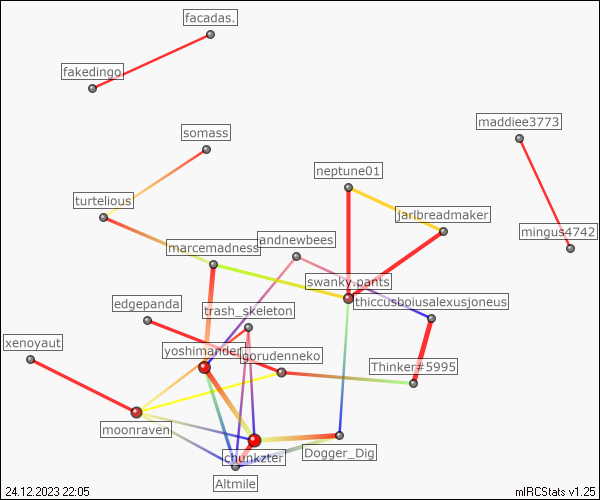 facadas.
fakedingo
maddiee3773
somass
neptune01
turtelious
jarlbreadmaker
mingus4742
andnewbees
marcmadness
swanky.pants
thiccusboiusalexusjoneus
edgepanda
trash_skeleton
xenoyaut
yoshimander
gorudenneko
Thinker#5995
moonraven
chunkzter
Dogger_Dig
Altmile
24.12.2023 22:05
mIRCStats v1.25